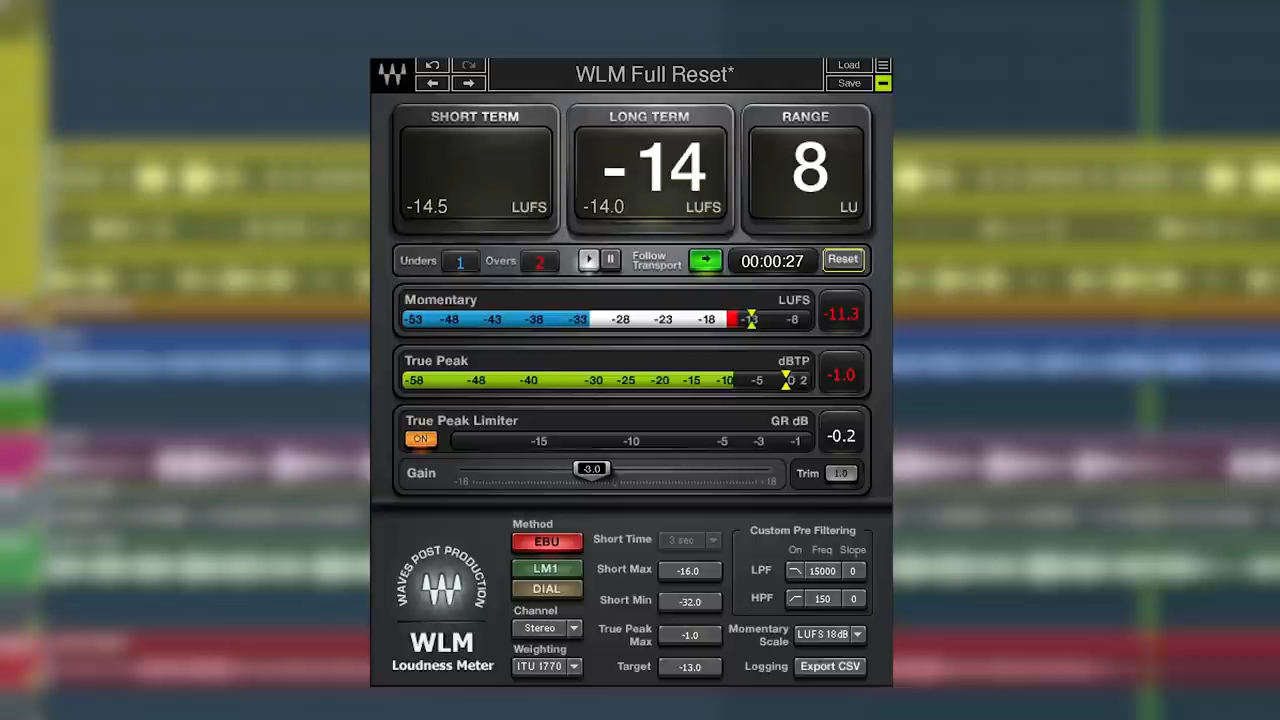 WLM Full Reset*
Load
Save
SHORT TERM
LONG TERM
RANGE
-14
8
-14.5 LUFS
-14.0 LUFS
LU
Unders 1 Overs 2 Follow Transport 00:00:27 Reset
Momentary LUFS
-53 -48 -43 -38 -33 -28 -23 -18 -13 -8
-11.3
True Peak dBTP
-58 -48 -40 -30 -25 -20 -15 -10 -5 0 2
-1.0
True Peak Limiter GR dB
ON -15 -10 -5 -3 -1
-0.2
Gain -3.0
-18 18
Trim 1.0
WAVES POST PRODUCTION
WLM
Loudness Meter
Method
EBU
LM1
DIAL
Channel
Stereo
Weighting
ITU 1770
Short Time 3 sec
Short Max -16.0
Short Min -32.0
True Peak Max -1.0
Target -13.0
Custom Pre Filtering
On Freq Slope
LPF 15000 0
HPF 150 0
Momentary Scale LUFS 18dB
Logging Export CSV